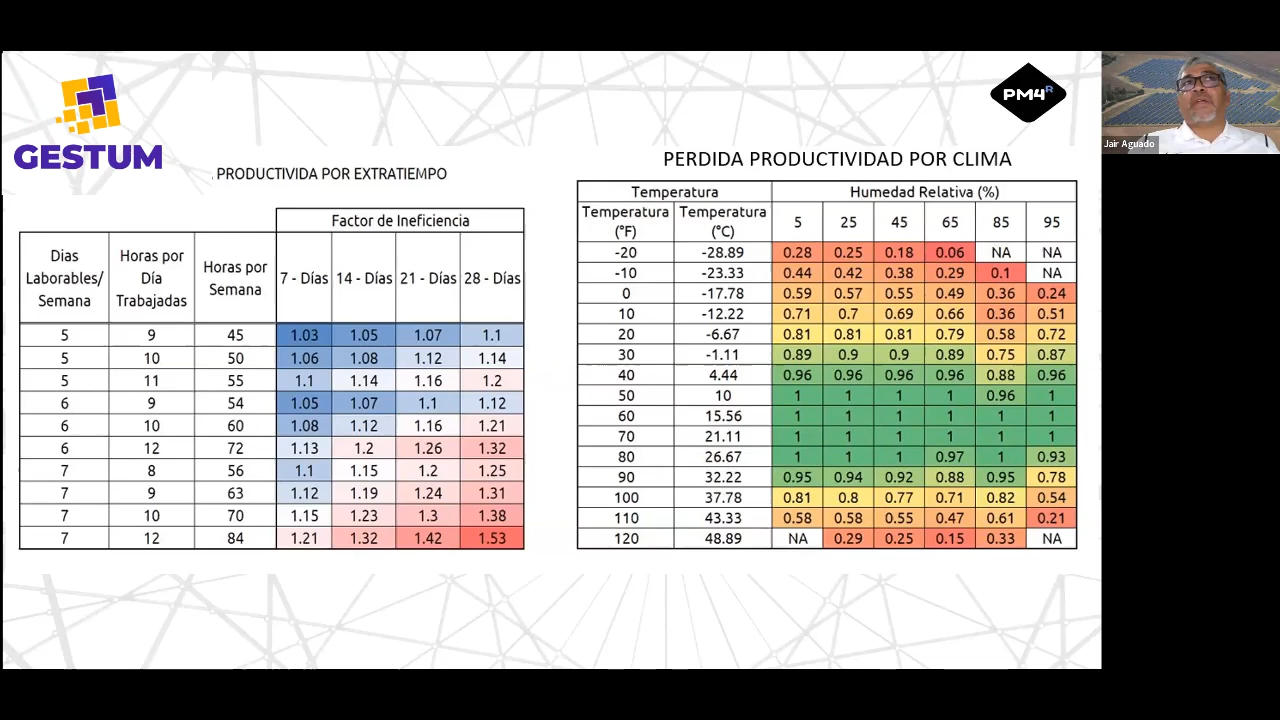 GESTUM
PM4R
Jair Aguado
PRODUCTIVIDA POR EXTRATIEMPO
Factor de Ineficiencia
Dias Laborables/ Semana | Horas por Día Trabajadas | Horas por Semana | 7 - Días | 14 - Días | 21 - Días | 28 - Días
5 | 9 | 45 | 1.03 | 1.05 | 1.07 | 1.1
5 | 10 | 50 | 1.06 | 1.08 | 1.12 | 1.14
5 | 11 | 55 | 1.1 | 1.14 | 1.16 | 1.2
6 | 9 | 54 | 1.05 | 1.07 | 1.1 | 1.12
6 | 10 | 60 | 1.08 | 1.12 | 1.16 | 1.21
6 | 12 | 72 | 1.13 | 1.2 | 1.26 | 1.32
7 | 8 | 56 | 1.1 | 1.15 | 1.2 | 1.25
7 | 9 | 63 | 1.12 | 1.19 | 1.24 | 1.31
7 | 10 | 70 | 1.15 | 1.23 | 1.3 | 1.38
7 | 12 | 84 | 1.21 | 1.32 | 1.42 | 1.53
PERDIDA PRODUCTIVIDAD POR CLIMA
Temperatura | Humedad Relativa (%)
Temperatura (°F) | Temperatura (°C) | 5 | 25 | 45 | 65 | 85 | 95
-20 | -28.89 | 0.28 | 0.25 | 0.18 | 0.06 | NA | NA
-10 | -23.33 | 0.44 | 0.42 | 0.38 | 0.29 | 0.1 | NA
0 | -17.78 | 0.59 | 0.57 | 0.55 | 0.49 | 0.36 | 0.24
10 | -12.22 | 0.71 | 0.7 | 0.69 | 0.66 | 0.36 | 0.51
20 | -6.67 | 0.81 | 0.81 | 0.81 | 0.79 | 0.58 | 0.72
30 | -1.11 | 0.89 | 0.9 | 0.9 | 0.89 | 0.75 | 0.87
40 | 4.44 | 0.96 | 0.96 | 0.96 | 0.96 | 0.88 | 0.96
50 | 10 | 1 | 1 | 1 | 1 | 0.96 | 1
60 | 15.56 | 1 | 1 | 1 | 1 | 1 | 1
70 | 21.11 | 1 | 1 | 1 | 1 | 1 | 1
80 | 26.67 | 1 | 1 | 1 | 0.97 | 1 | 0.93
90 | 32.22 | 0.95 | 0.94 | 0.92 | 0.88 | 0.95 | 0.78
100 | 37.78 | 0.81 | 0.8 | 0.77 | 0.71 | 0.82 | 0.54
110 | 43.33 | 0.58 | 0.58 | 0.55 | 0.47 | 0.61 | 0.21
120 | 48.89 | NA | 0.29 | 0.25 | 0.15 | 0.33 | NA